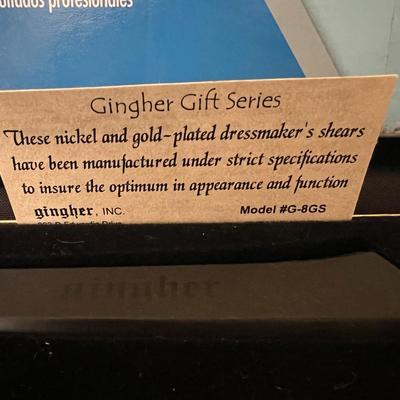 profesionales
Gingher Gift Series
These nickel and gold-plated dressmaker's shears
have been manufactured under strict specifications
to insure the optimum in appearance and function
gingher, INC.
Model #G-8GS
gingher